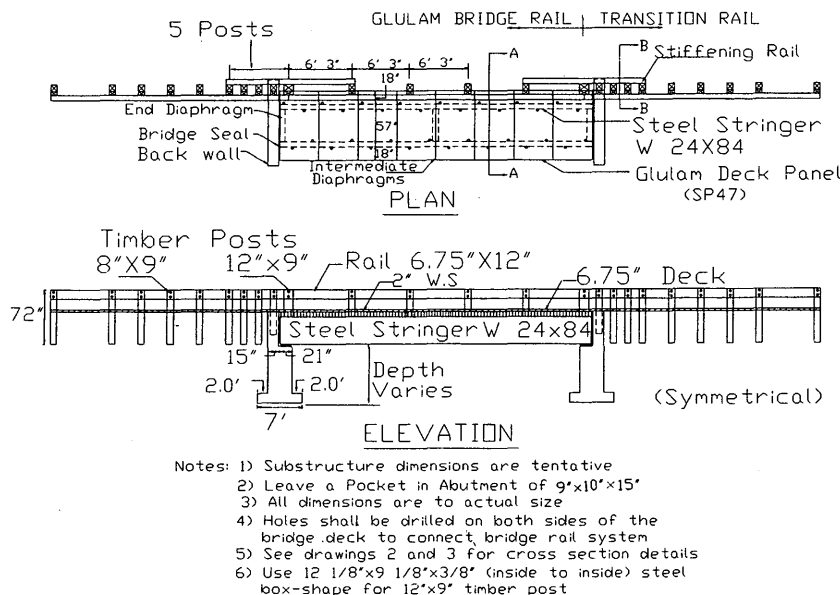 GLULAM BRIDGE RAIL TRANSITION RAIL
5 Posts
6' 3" 6' 3" 6' 3"
A B
Stiffening Rail
18"
B
End Diaphragm
Steel Stringer
W 24X84
57"
Bridge Seal
Back wall
18"
Intermediate
Diaphragms
A
Glulam Deck Panel
(SP47)
PLAN
Timber Posts
8"X9" 12"x9" Rail 6.75"X12"
2" W.S 6.75" Deck
72"
Steel Stringer W 24x84
15" 21"
Depth
Varies
2.0' 2.0'
7'
(Symmetrical)
ELEVATION
Notes: 1) Substructure dimensions are tentative
2) Leave a Pocket in Abutment of 9"x10"x15"
3) All dimensions are to actual size
4) Holes shall be drilled on both sides of the
bridge deck to connect bridge rail system
5) See drawings 2 and 3 for cross section details
6) Use 12 1/8"x9 1/8"x3/8" (inside to inside) steel
box-shape for 12"x9" timber post